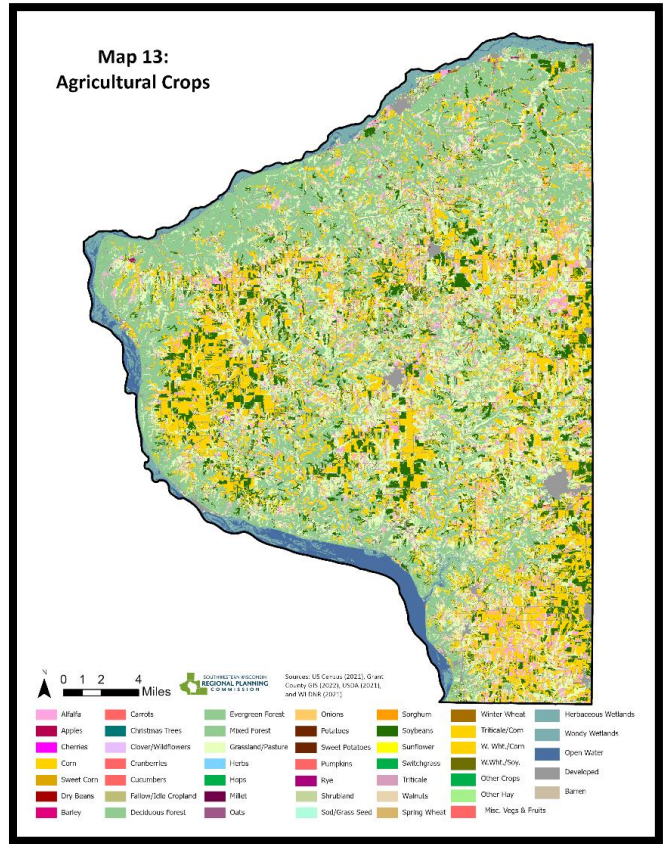 Map 13:
Agricultural Crops
N
0 1 2 4
Miles
SOUTHWESTERN WISCONSIN
REGIONAL PLANNING
COMMISSION
Sources: US Census (2021), Grant
County GIS (2022), USDA (2021),
and WI DNR (2021)
Alfalfa
Apples
Cherries
Corn
Sweet Corn
Dry Beans
Barley
Carrots
Christmas Trees
Clover/Wildflowers
Cranberries
Cucumbers
Fallow/Idle Cropland
Deciduous Forest
Evergreen Forest
Mixed Forest
Grassland/Pasture
Herbs
Hops
Millet
Oats
Onions
Potatoes
Sweet Potatoes
Pumpkins
Rye
Shrubland
Sod/Grass Seed
Sorghum
Soybeans
Sunflower
Switchgrass
Triticale
Walnuts
Spring Wheat
Winter Wheat
Triticale/Corn
W. Wht./Corn
W.Wht./Soy.
Other Crops
Other Hay
Misc. Vegs & Fruits
Herbaceous Wetlands
Wondy Wetlands
Open Water
Developed
Barren